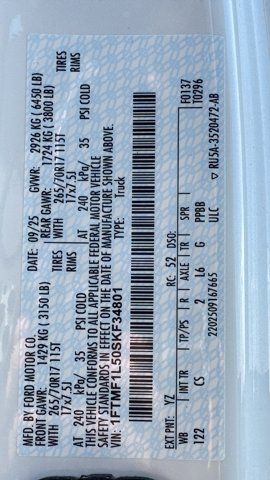 MFD. BY FORD MOTOR CO.
DATE: 09/25 GVWR: 2926 KG (6450 LB)
FRONT GAWR: 1429 KG (3150 LB) REAR GAWR: 1724 KG (3800 LB)
265/70R17 115T WITH 265/70R17 115T TIRES
17x7.5J WITH 17x7.5J RIMS
AT 240 kPa/ 35 PSI COLD AT 240 kPa/ 35 PSI COLD
THIS VEHICLE CONFORMS TO ALL APPLICABLE FEDERAL MOTOR VEHICLE
SAFETY STANDARDS IN EFFECT ON THE DATE OF MANUFACTURE SHOWN ABOVE.
VIN: 1FTMF1L50SKF34801 TYPE: Truck
F0137
T0296
EXT PNT: YZ RC: 52 DSO:
WB INT TR TP/PS R AXLE TR SPR
122 CS 2 L6 G PPBB
2202509167665 ULC
RU5A-3520472-AB